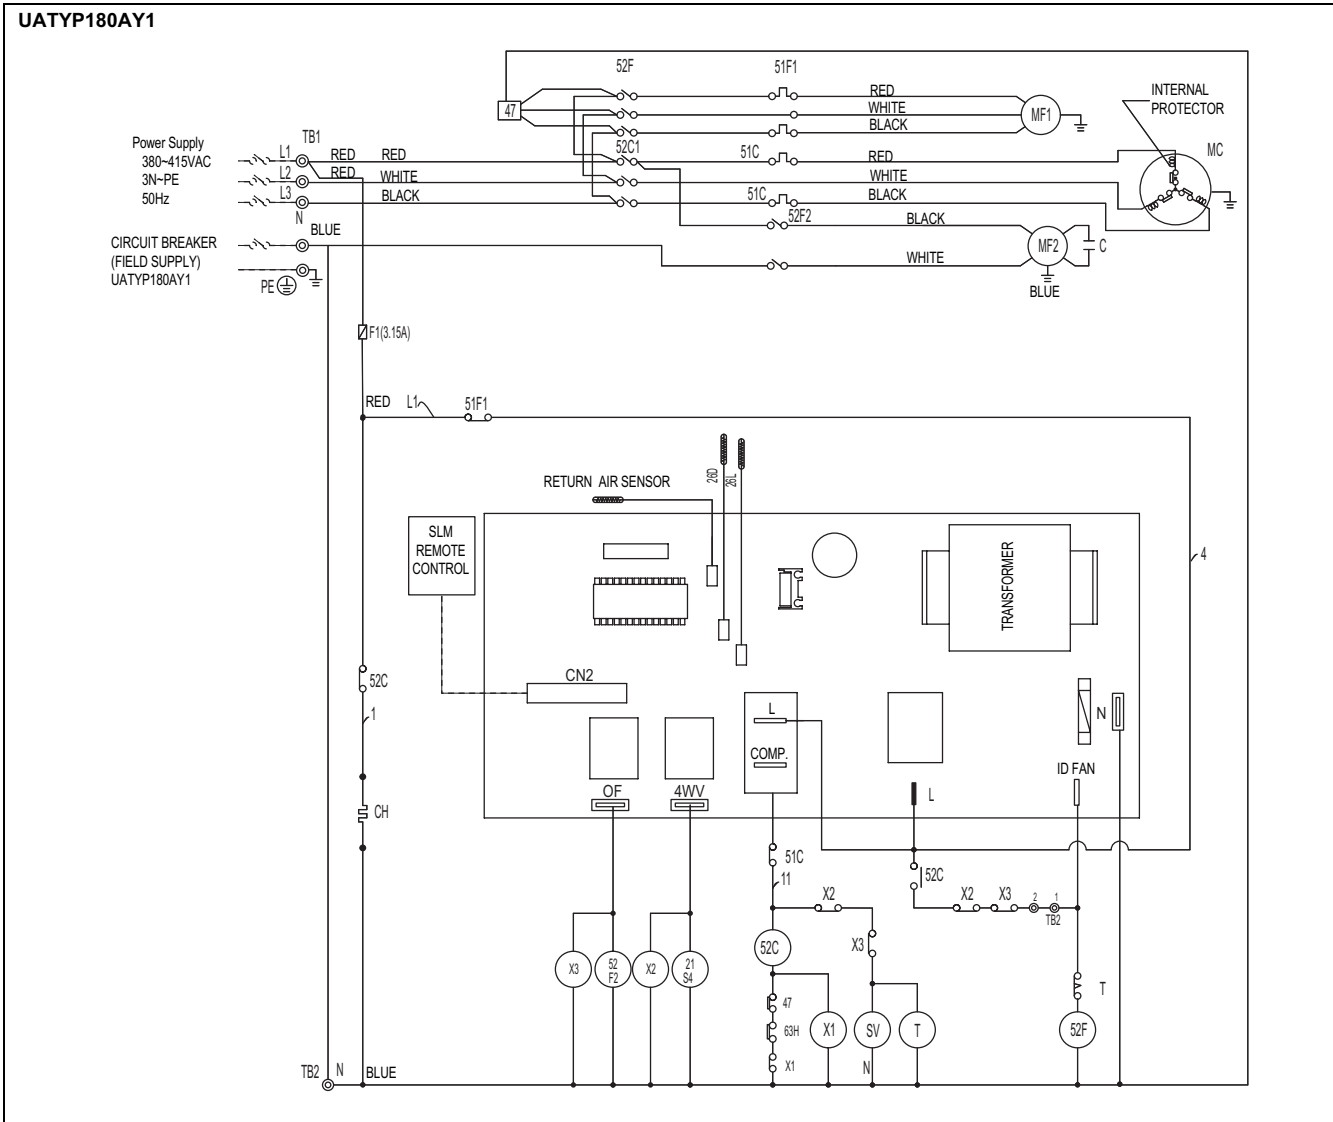 UATYP180AY1
52F
51F1
RED
WHITE
BLACK
47
MF1
INTERNAL
PROTECTOR
MC
Power Supply
380~415VAC
3N~PE
50Hz
TB1
L1
RED RED
L2
RED WHITE
L3
BLACK
N
BLUE
52C1
51C
RED
WHITE
51C
BLACK
52F2
BLACK
WHITE
MF2
C
BLUE
CIRCUIT BREAKER
(FIELD SUPPLY)
UATYP180AY1
PE
F1(3.15A)
RED
L1
51F1
RETURN AIR SENSOR
26D
26L
SLM
REMOTE
CONTROL
TRANSFORMER
4
52C
1
CN2
L
COMP.
N
ID FAN
OF
4WV
L
CH
51C
11
52C
X2
X2
X3
2
1
TB2
X3
52C
X3
52
F2
X2
21
S4
47
63H
X1
X1
SV
T
T
52F
N
TB2
N
BLUE